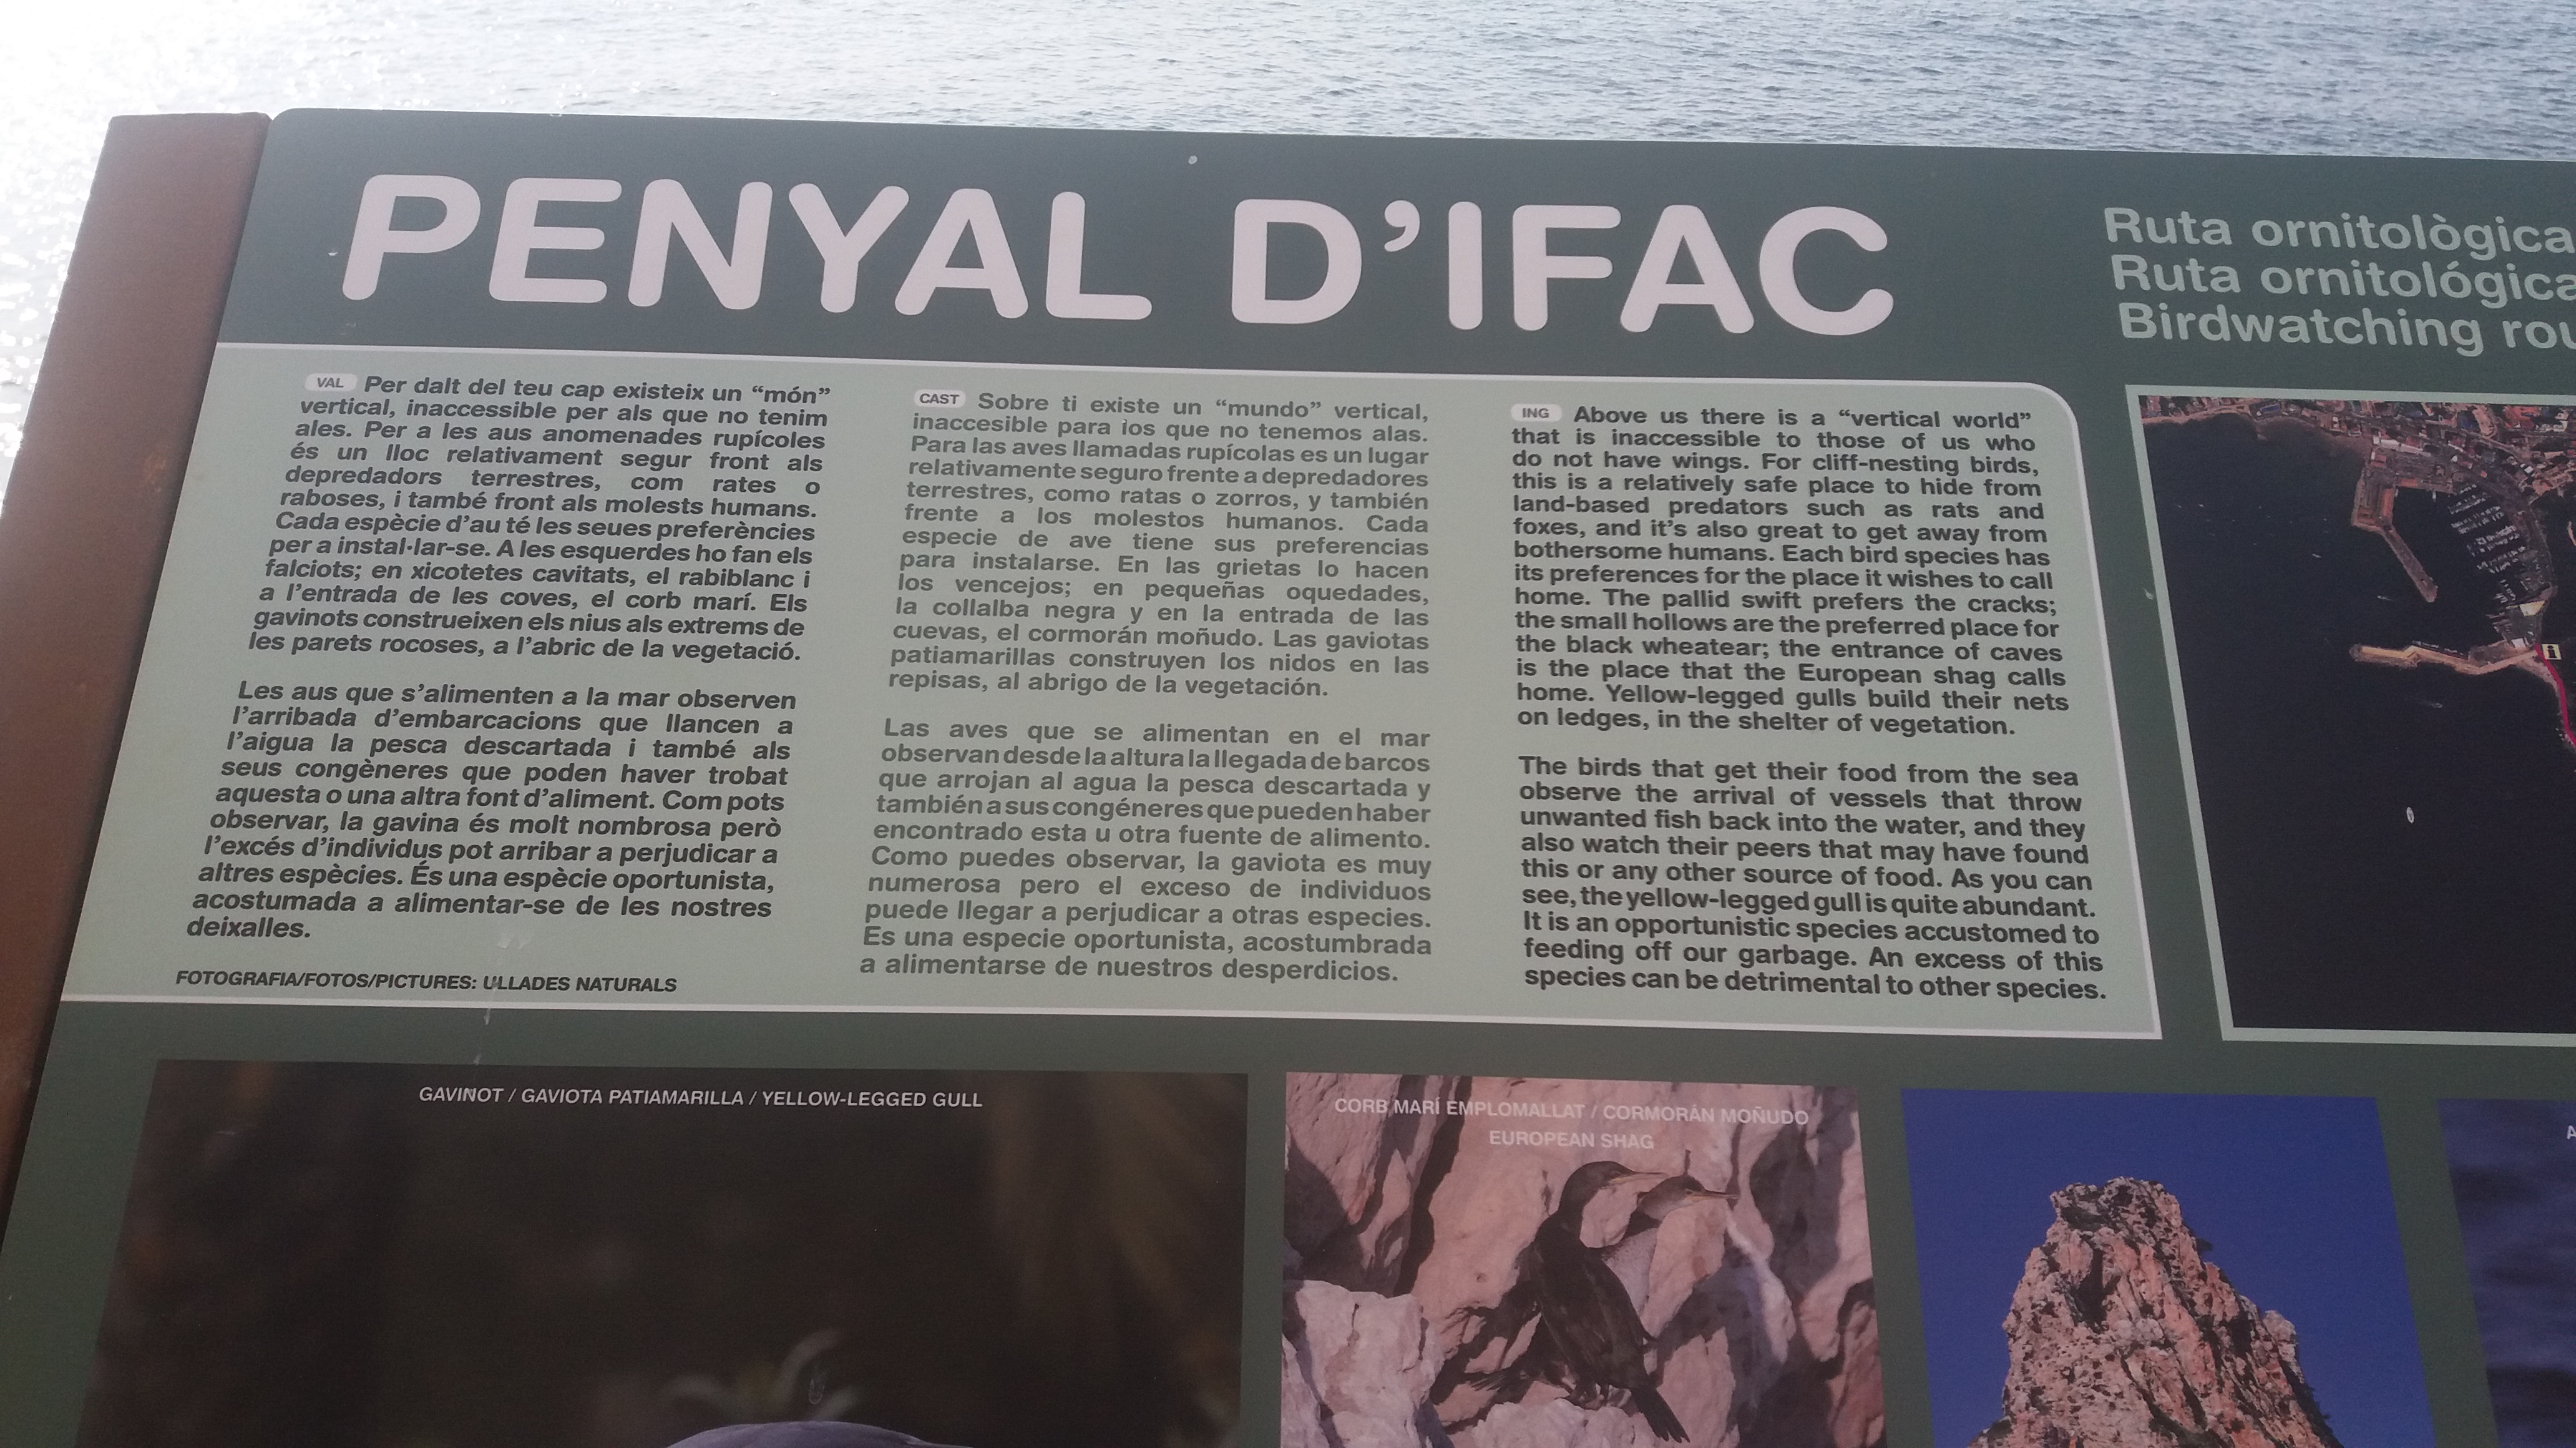 PENYAL D’IFAC
Ruta ornitològica
Ruta ornitológica
Birdwatching
VAL Per dalt del teu cap existeix un “món”
vertical, inaccessible per als que no tenim
ales. Per a les aus anomenades rupícoles
és un lloc relativament segur front als
depredadors terrestres, com rates o
raboses, i també front als molests humans.
Cada espècie d’au té les seues preferències
per a instal·lar-se. A les esquerdes ho fan els
falciots; en xicotetes cavitats, el rabiblanc i
a l’entrada de les coves, el corb marí. Els
gavinots construeixen els nius als extrems de
les parets rocoses, a l’abric de la vegetació.
Les aus que s’alimenten a la mar observen
l’arribada d’embarcacions que llancen a
l’aigua la pesca descartada i també als
seus congèneres que poden haver trobat
aquesta o una altra font d’aliment. Com pots
observar, la gavina és molt nombrosa però
l’excés d’individus pot arribar a perjudicar a
altres espècies. És una espècie oportunista,
acostumada a alimentar-se de les nostres
deixalles.
FOTOGRAFIA/FOTOS/PICTURES: ULLADES NATURALS
CAST Sobre ti existe un “mundo” vertical,
inaccesible para los que no tenemos alas.
Para las aves llamadas rupícolas es un lugar
relativamente seguro frente a depredadores
terrestres, como ratas o zorros, y también
frente a los molestos humanos. Cada
especie de ave tiene sus preferencias
para instalarse. En las grietas lo hacen
los vencejos; en pequeñas oquedades,
la collalba negra y en la entrada de las
cuevas, el cormorán moñudo. Las gaviotas
patiamarillas construyen los nidos en las
repisas, al abrigo de la vegetación.
Las aves que se alimentan en el mar
observan desde la altura la llegada de barcos
que arrojan al agua la pesca descartada y
también a sus congéneres que pueden haber
encontrado esta u otra fuente de alimento.
Como puedes observar, la gaviota es muy
numerosa pero el exceso de individuos
puede llegar a perjudicar a otras especies.
Es una especie oportunista, acostumbrada
a alimentarse de nuestros desperdicios.
ING Above us there is a “vertical world”
that is inaccessible to those of us who
do not have wings. For cliff-nesting birds,
this is a relatively safe place to hide from
land-based predators such as rats and
foxes, and it’s also great to get away from
bothersome humans. Each bird species has
its preferences for the place it wishes to call
home. The pallid swift prefers the cracks;
the small hollows are the preferred place for
the black wheatear; the entrance of caves
is the place that the European shag calls
home. Yellow-legged gulls build their nets
on ledges, in the shelter of vegetation.
The birds that get their food from the sea
observe the arrival of vessels that throw
unwanted fish back into the water, and they
also watch their peers that may have found
this or any other source of food. As you can
see, the yellow-legged gull is quite abundant.
It is an opportunistic species accustomed to
feeding off our garbage. An excess of this
species can be detrimental to other species.
i
GAVINOT / GAVIOTA PATIAMARILLA / YELLOW-LEGGED GULL
CORB MARÍ EMPLOMALLAT / CORMORÁN MOÑUDO
EUROPEAN SHAG